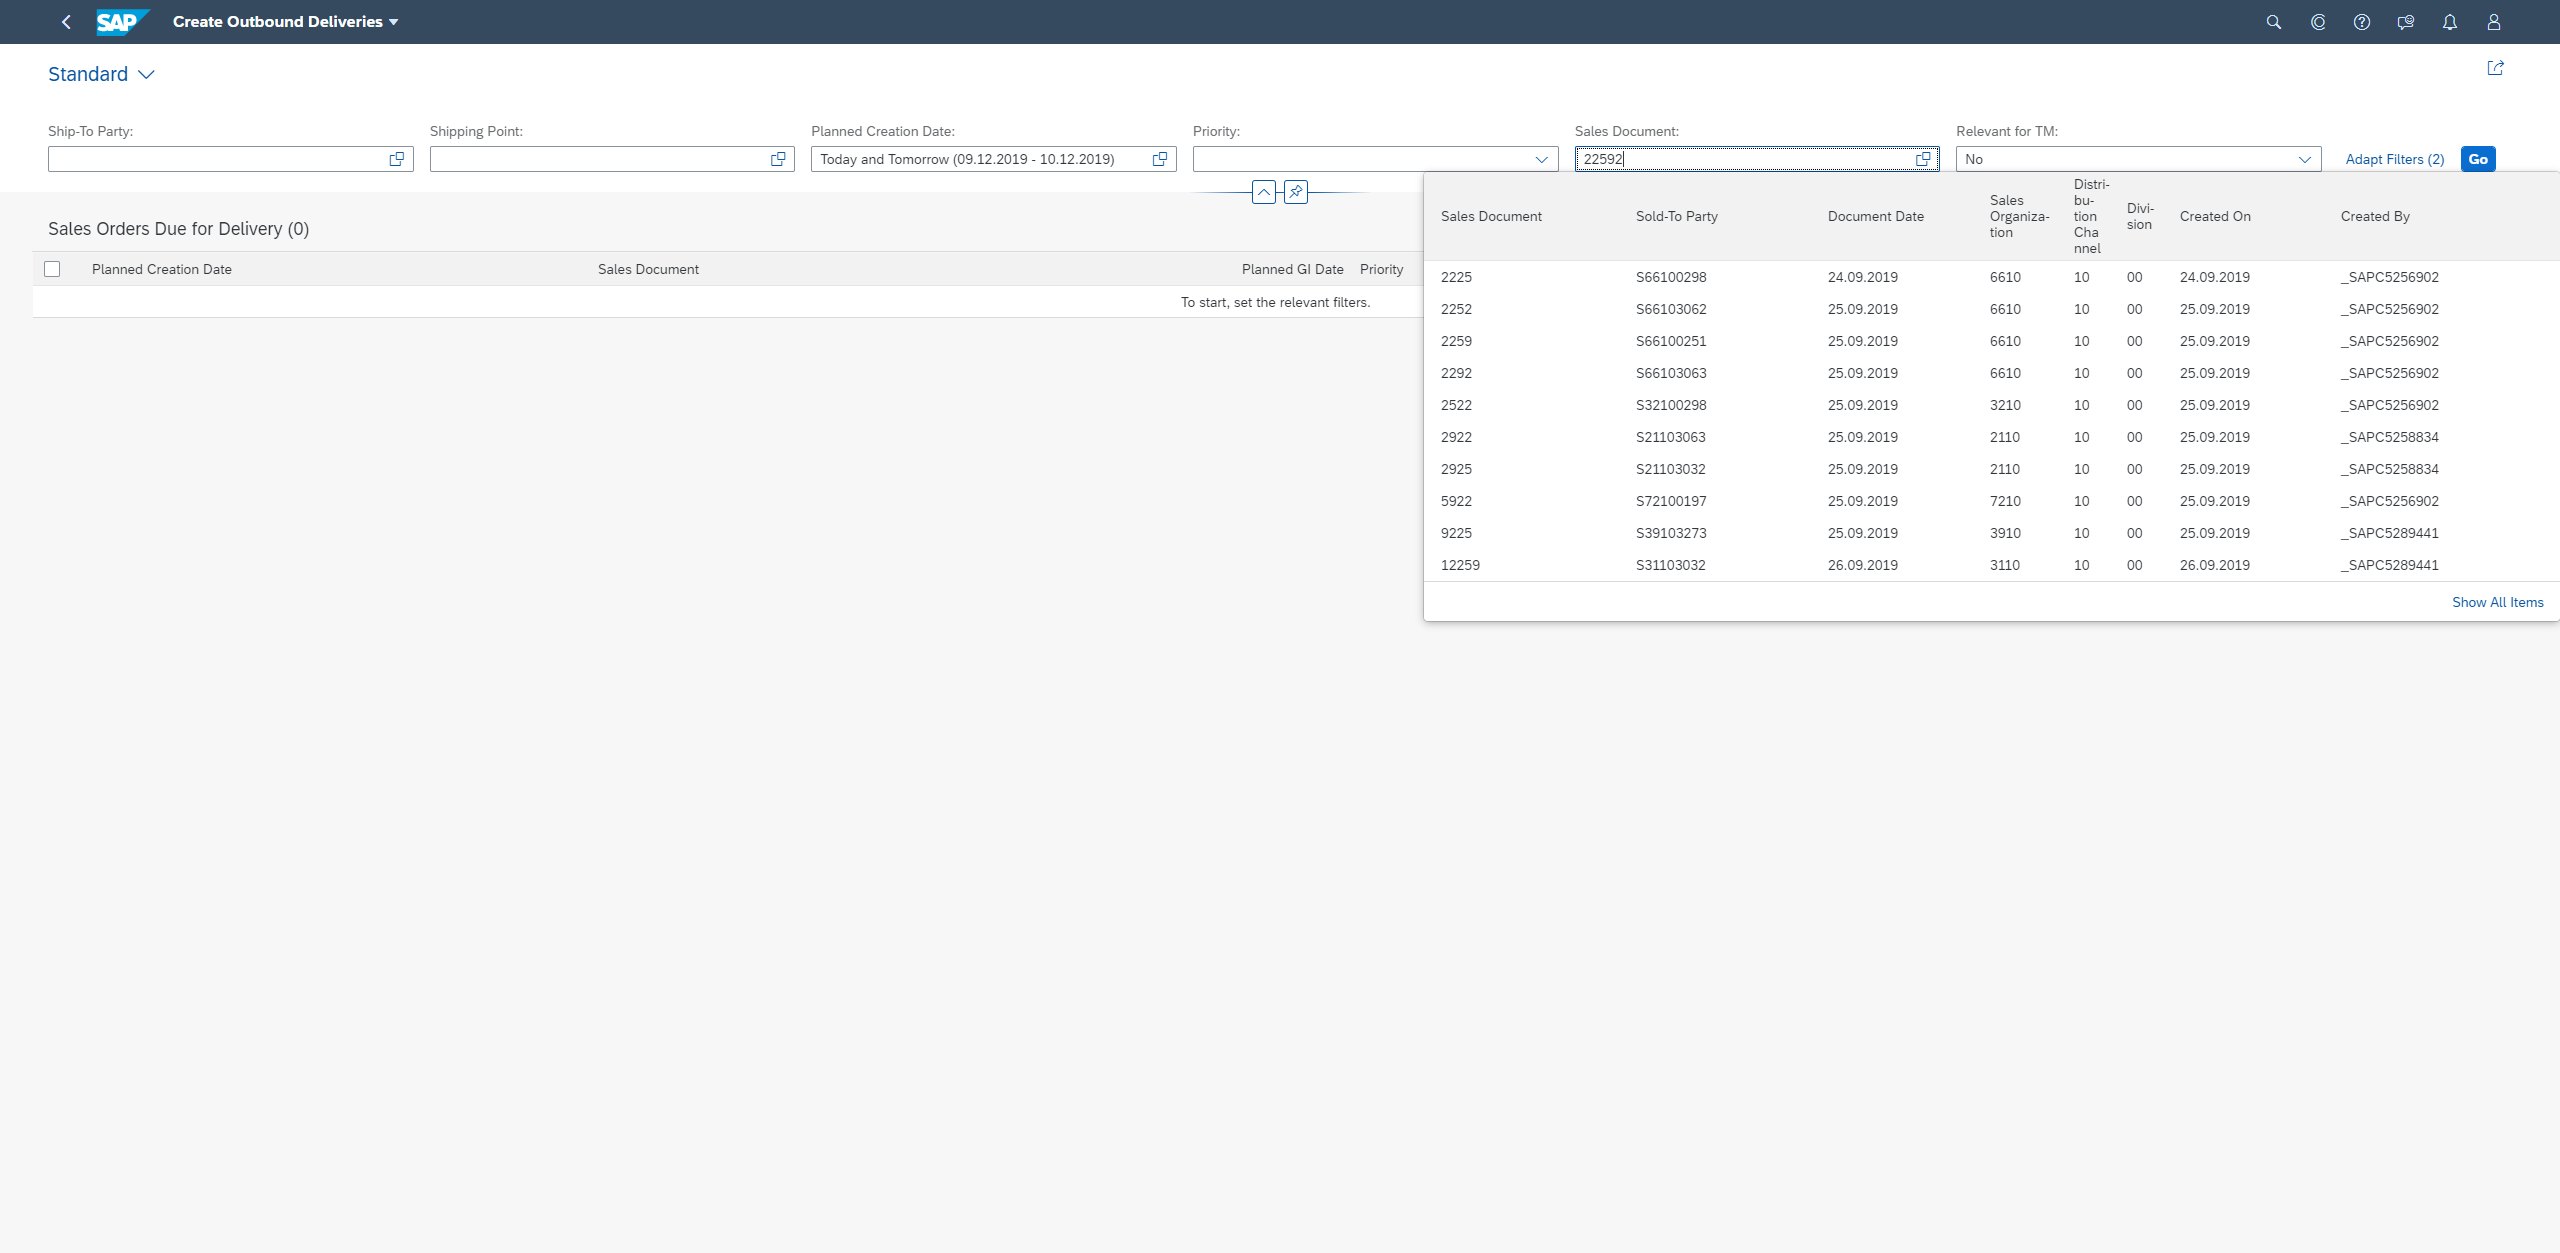 SAP Create Outbound Deliveries
Standard
Ship-To Party: Shipping Point: Planned Creation Date: Priority: Sales Document: Relevant for TM:
Today and Tomorrow (09.12.2019 - 10.12.2019) 22592 No Adapt Filters (2) Go
Sales Orders Due for Delivery (0)
Planned Creation Date Sales Document Planned GI Date Priority
To start, set the relevant filters.
Sales Document Sold-To Party Document Date Sales
Organiza-
tion Distri-
bu-
tion
Cha
nnel Divi-
sion Created On Created By
2225 S66100298 24.09.2019 6610 10 00 24.09.2019 _SAPC5256902
2252 S66103062 25.09.2019 6610 10 00 25.09.2019 _SAPC5256902
2259 S66100251 25.09.2019 6610 10 00 25.09.2019 _SAPC5256902
2292 S66103063 25.09.2019 6610 10 00 25.09.2019 _SAPC5256902
2522 S32100298 25.09.2019 3210 10 00 25.09.2019 _SAPC5256902
2922 S21103063 25.09.2019 2110 10 00 25.09.2019 _SAPC5258834
2925 S21103032 25.09.2019 2110 10 00 25.09.2019 _SAPC5258834
5922 S72100197 25.09.2019 7210 10 00 25.09.2019 _SAPC5256902
9225 S39103273 25.09.2019 3910 10 00 25.09.2019 _SAPC5289441
12259 S31103032 26.09.2019 3110 10 00 26.09.2019 _SAPC5289441
Show All Items